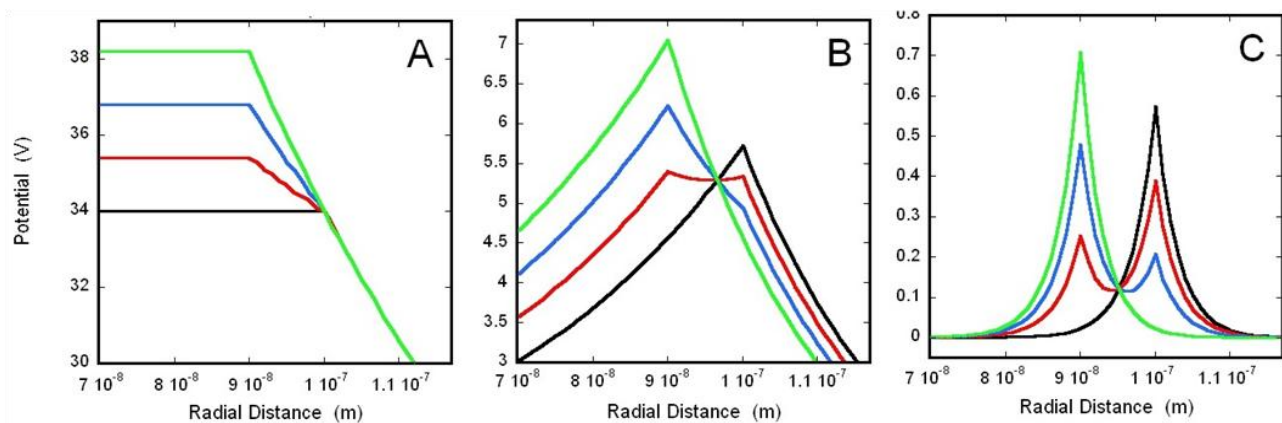 A
38
36
34
32
30
Potential (V)
7 10⁻⁸ 8 10⁻⁸ 9 10⁻⁸ 1 10⁻⁷ 1.1 10⁻⁷
Radial Distance (m)
B
7
6.5
6
5.5
5
4.5
4
3.5
3
7 10⁻⁸ 8 10⁻⁸ 9 10⁻⁸ 1 10⁻⁷ 1.1 10⁻⁷
Radial Distance (m)
C
0.8
0.7
0.6
0.5
0.4
0.3
0.2
0.1
0
7 10⁻⁸ 8 10⁻⁸ 9 10⁻⁸ 1 10⁻⁷ 1.1 10⁻⁷
Radial Distance (m)